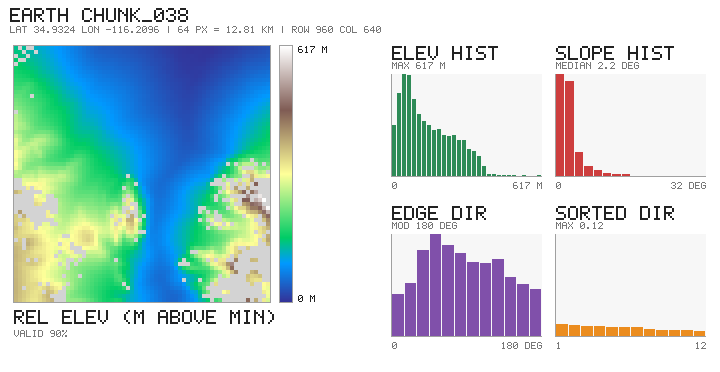 EARTH CHUNK_038
LAT 34.9324 LON -116.2096 | 64 PX = 12.81 KM | ROW 960 COL 640
617 M
0 M
REL ELEV (M ABOVE MIN)
VALID 90%
ELEV HIST
MAX 617 M
0 617 M
SLOPE HIST
MEDIAN 2.2 DEG
0 32 DEG
EDGE DIR
MOD 180 DEG
0 180 DEG
SORTED DIR
MAX 0.12
1 12